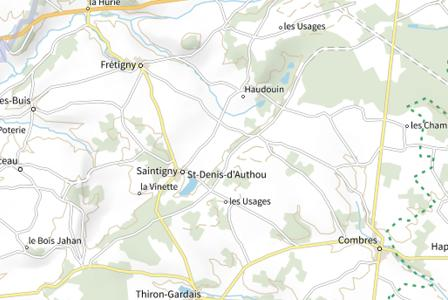 la Hurie
les Usages
Frétigny
Haudouin
es-Buis
les Cham
Poterie
ceau
Saintigny
St-Denis-d'Authou
la Vinette
les Usages
le Bois Jahan
Combres
Hap
Thiron-Gardais